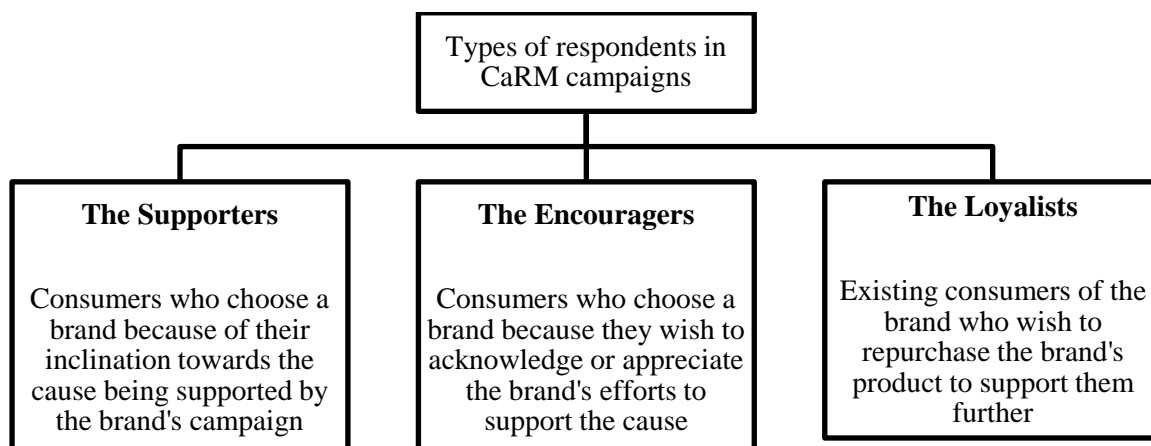 Types of respondents in
CaRM campaigns
The Supporters
Consumers who choose a
brand because of their
inclination towards the
cause being supported by
the brand's campaign
The Encouragers
Consumers who choose a
brand because they wish to
acknowledge or appreciate
the brand's efforts to
support the cause
The Loyalists
Existing consumers of the
brand who wish to
repurchase the brand's
product to support them
further